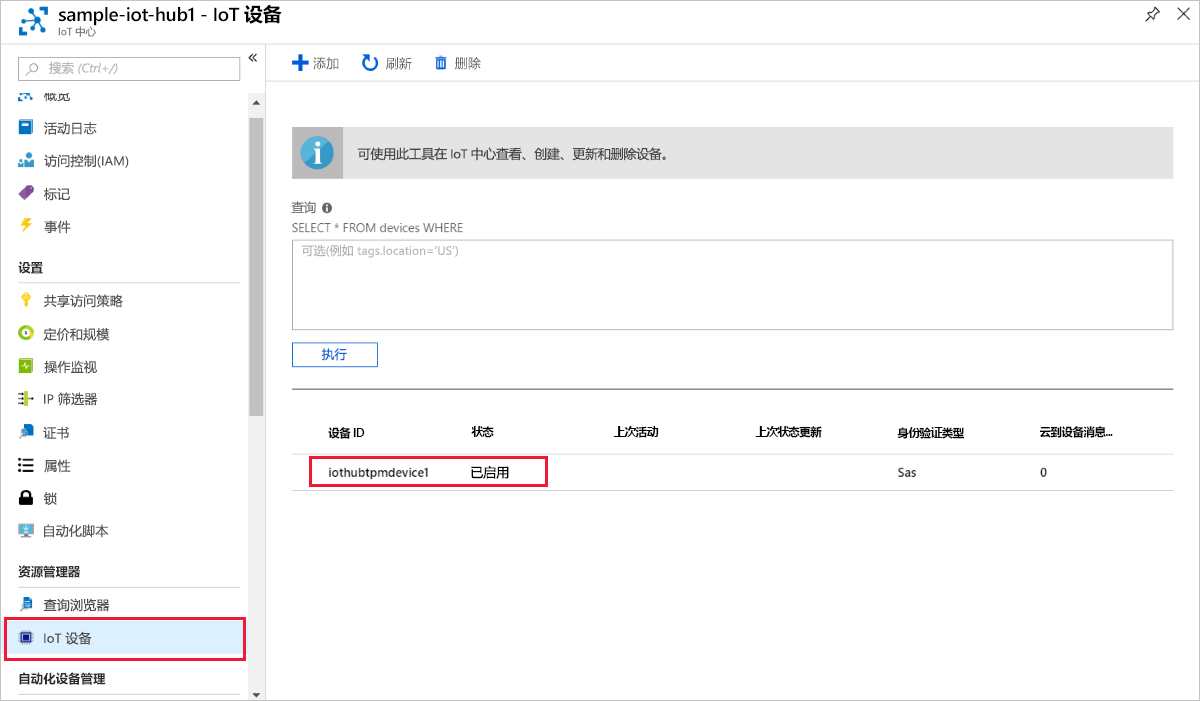 sample-iot-hub1 - IoT 设备
IoT 中心
搜索 (Ctrl+/)
概览
活动日志
访问控制(IAM)
标记
事件
设置
共享访问策略
定价和规模
操作监视
IP 筛选器
证书
属性
锁
自动化脚本
资源管理器
查询浏览器
IoT 设备
自动化设备管理
添加 刷新 删除
可使用此工具在 IoT 中心查看、创建、更新和删除设备。
查询
SELECT * FROM devices WHERE
可选(例如 tags.location='US')
执行
设备 ID 状态 上次活动 上次状态更新 身份验证类型 云到设备消息...
iothubtpmdevice1 已启用 Sas 0